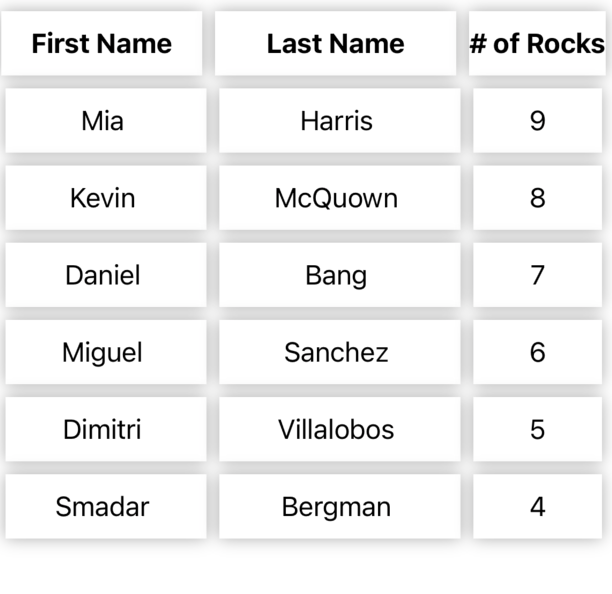 First Name Last Name # of Rocks
Mia Harris 9
Kevin McQuown 8
Daniel Bang 7
Miguel Sanchez 6
Dimitri Villalobos 5
Smadar Bergman 4